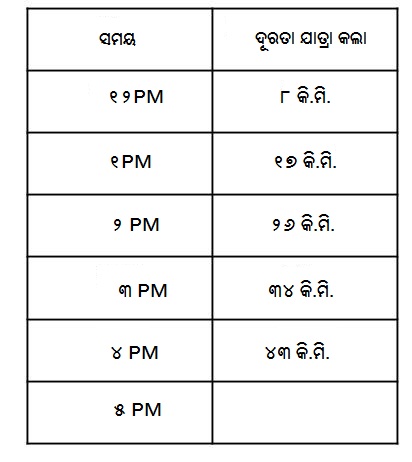 ସମୟ ଦୂରତା ଯାତ୍ରା କଲା
୧୨PM ୮ କି.ମି.
୧PM ୧୭ କି.ମି.
୨ PM ୨୬ କି.ମି.
୩ PM ୩୪ କି.ମି.
୪ PM ୪୩ କି.ମି.
୫ PM